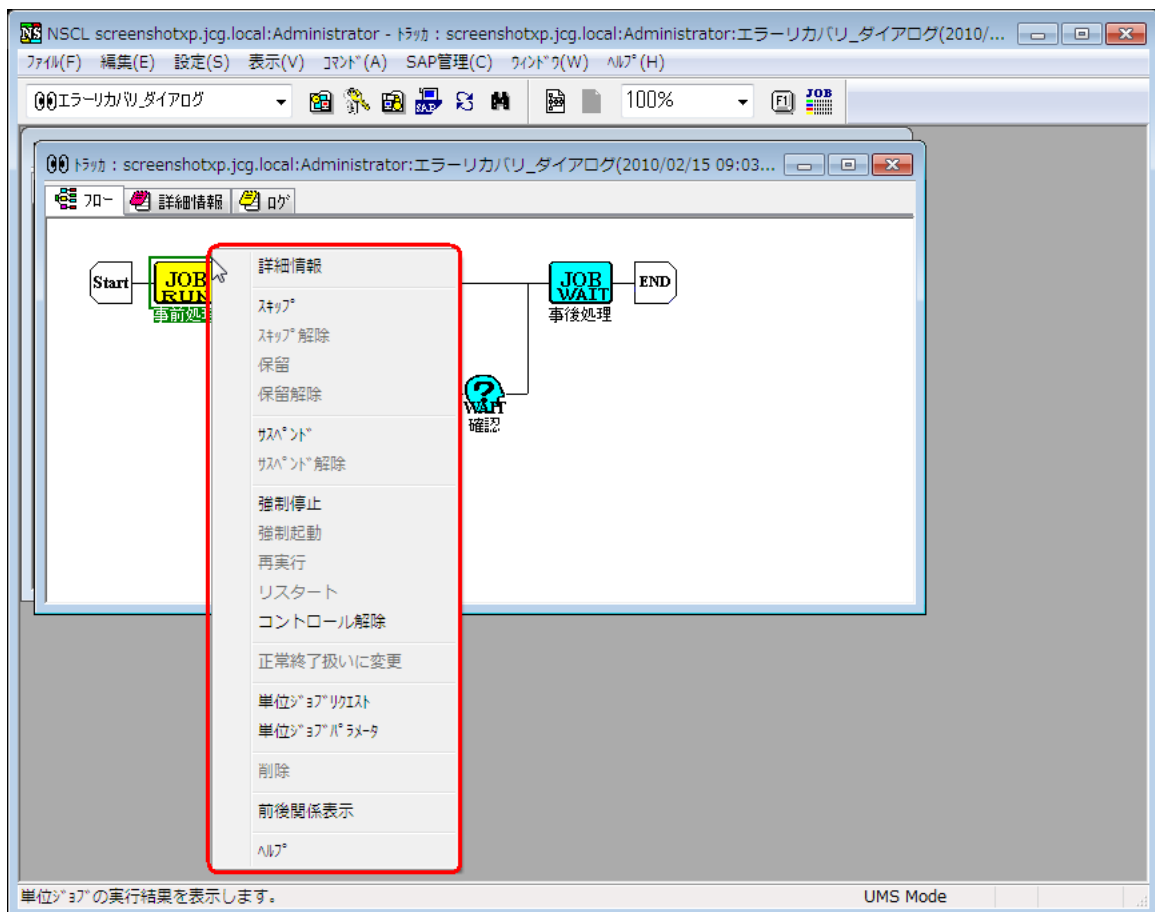 NSCL screenshotxp.jcg.local:Administrator - ﾄﾗｯｶ : screenshotxp.jcg.local:Administrator:エラーリカバリ_ダイアログ(2010/...
ﾌｧｲﾙ(F) 編集(E) 設定(S) 表示(V) ｺﾏﾝﾄﾞ(A) SAP管理(C) ｳｨﾝﾄﾞｳ(W) ﾍﾙﾌﾟ(H)
エラーリカバリ_ダイアログ SAP 100% F1 JOB
ﾄﾗｯｶ : screenshotxp.jcg.local:Administrator:エラーリカバリ_ダイアログ(2010/02/15 09:03...
ﾌﾛｰ 詳細情報 ﾛｸﾞ
Start
JOB
RUN
事前処理
JOB
WAIT
事後処理
END
WAIT
確認
詳細情報
ｽｷｯﾌﾟ
ｽｷｯﾌﾟ解除
保留
保留解除
ｻｽﾍﾟﾝﾄﾞ
ｻｽﾍﾟﾝﾄﾞ解除
強制停止
強制起動
再実行
リスタート
コントロール解除
正常終了扱いに変更
単位ｼﾞｮﾌﾞﾘｸｴｽﾄ
単位ｼﾞｮﾌﾞﾊﾟﾗﾒｰﾀ
削除
前後関係表示
ﾍﾙﾌﾟ
単位ｼﾞｮﾌﾞの実行結果を表示します。 UMS Mode